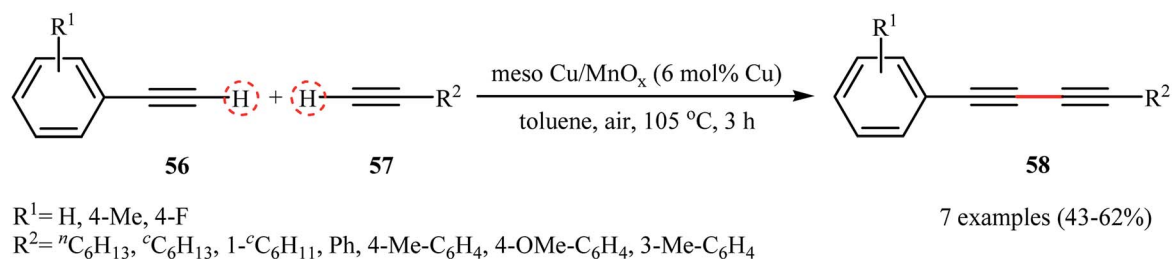 R¹ R¹
H + H R² meso Cu/MnOₓ (6 mol% Cu) R²
toluene, air, 105 °C, 3 h
56 57 58
R¹= H, 4-Me, 4-F 7 examples (43-62%)
R²= ⁿC₆H₁₃, ᶜC₆H₁₃, 1-ᶜC₆H₁₁, Ph, 4-Me-C₆H₄, 4-OMe-C₆H₄, 3-Me-C₆H₄